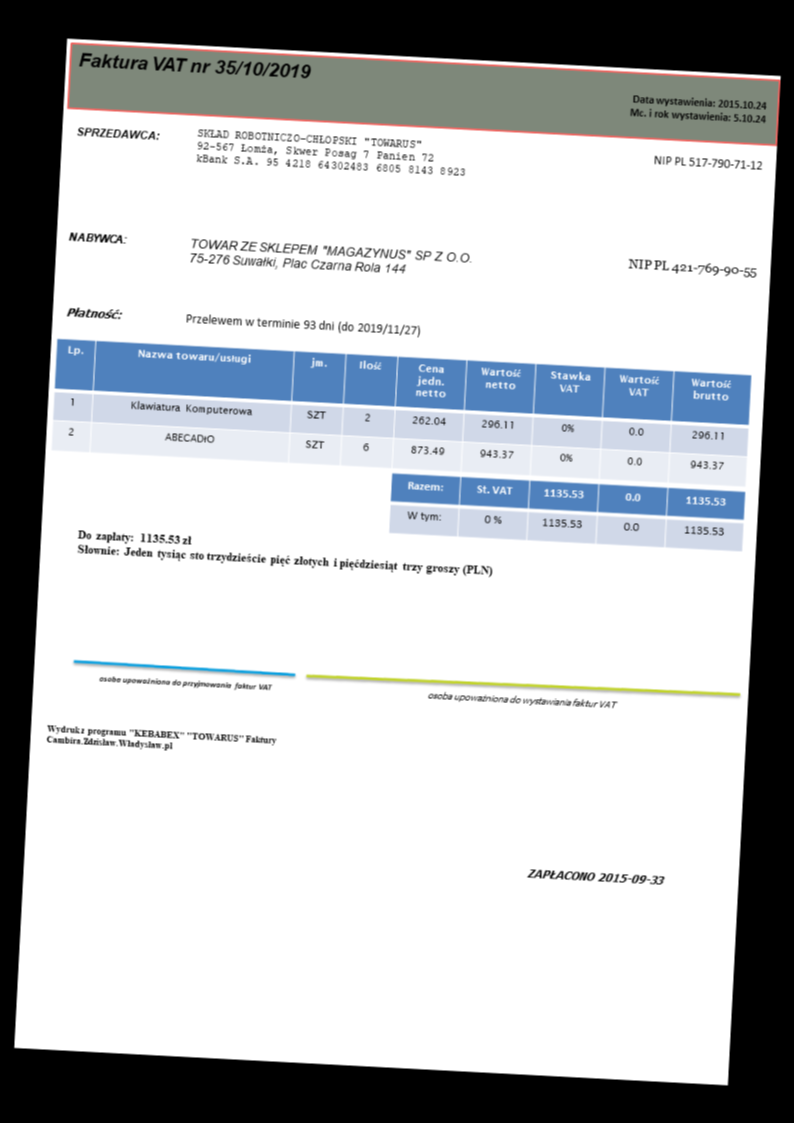 Faktura VAT nr 35/10/2019
Data wystawienia: 2015.10.24
Mc. i rok wystawienia: 5.10.24
SPRZEDAWCA:
SKŁAD ROBOTNICZO-CHŁOPSKI "TOWARUS"
92-567 Łomża, Skwer Posag 7 Panien 72
kBank S.A. 95 4218 64302483 6805 8143 8923
NIP PL 517-790-71-12
NABYWCA:
TOWAR ZE SKLEPEM "MAGAZYNUS" SP Z O.O.
75-276 Suwałki, Plac Czarna Rola 144
NIP PL 421-769-90-55
Płatność:
Przelewem w terminie 93 dni (do 2019/11/27)
Lp. Nazwa towaru/usługi jm. Ilość Cena jedn. netto Wartość netto Stawka VAT Wartość VAT Wartość brutto
1 Klawiatura Komputerowa SZT 2 262.04 296.11 0% 0.0 296.11
2 ABECADłO SZT 6 873.49 943.37 0% 0.0 943.37
Razem: St. VAT 1135.53 0.0 1135.53
W tym: 0 % 1135.53 0.0 1135.53
Do zapłaty: 1135.53 zł
Słownie: Jeden tysiąc sto trzydzieście pięć złotych i pięćdziesiąt trzy groszy (PLN)
osoba upoważniona do przyjmowania faktur VAT
osoba upoważniona do wystawiania faktur VAT
Wydruk z programu "KEBABEX" "TOWARUS" Faktury
Cambira.Zdzisław.Władysław.pl
ZAPŁACONO 2015-09-33